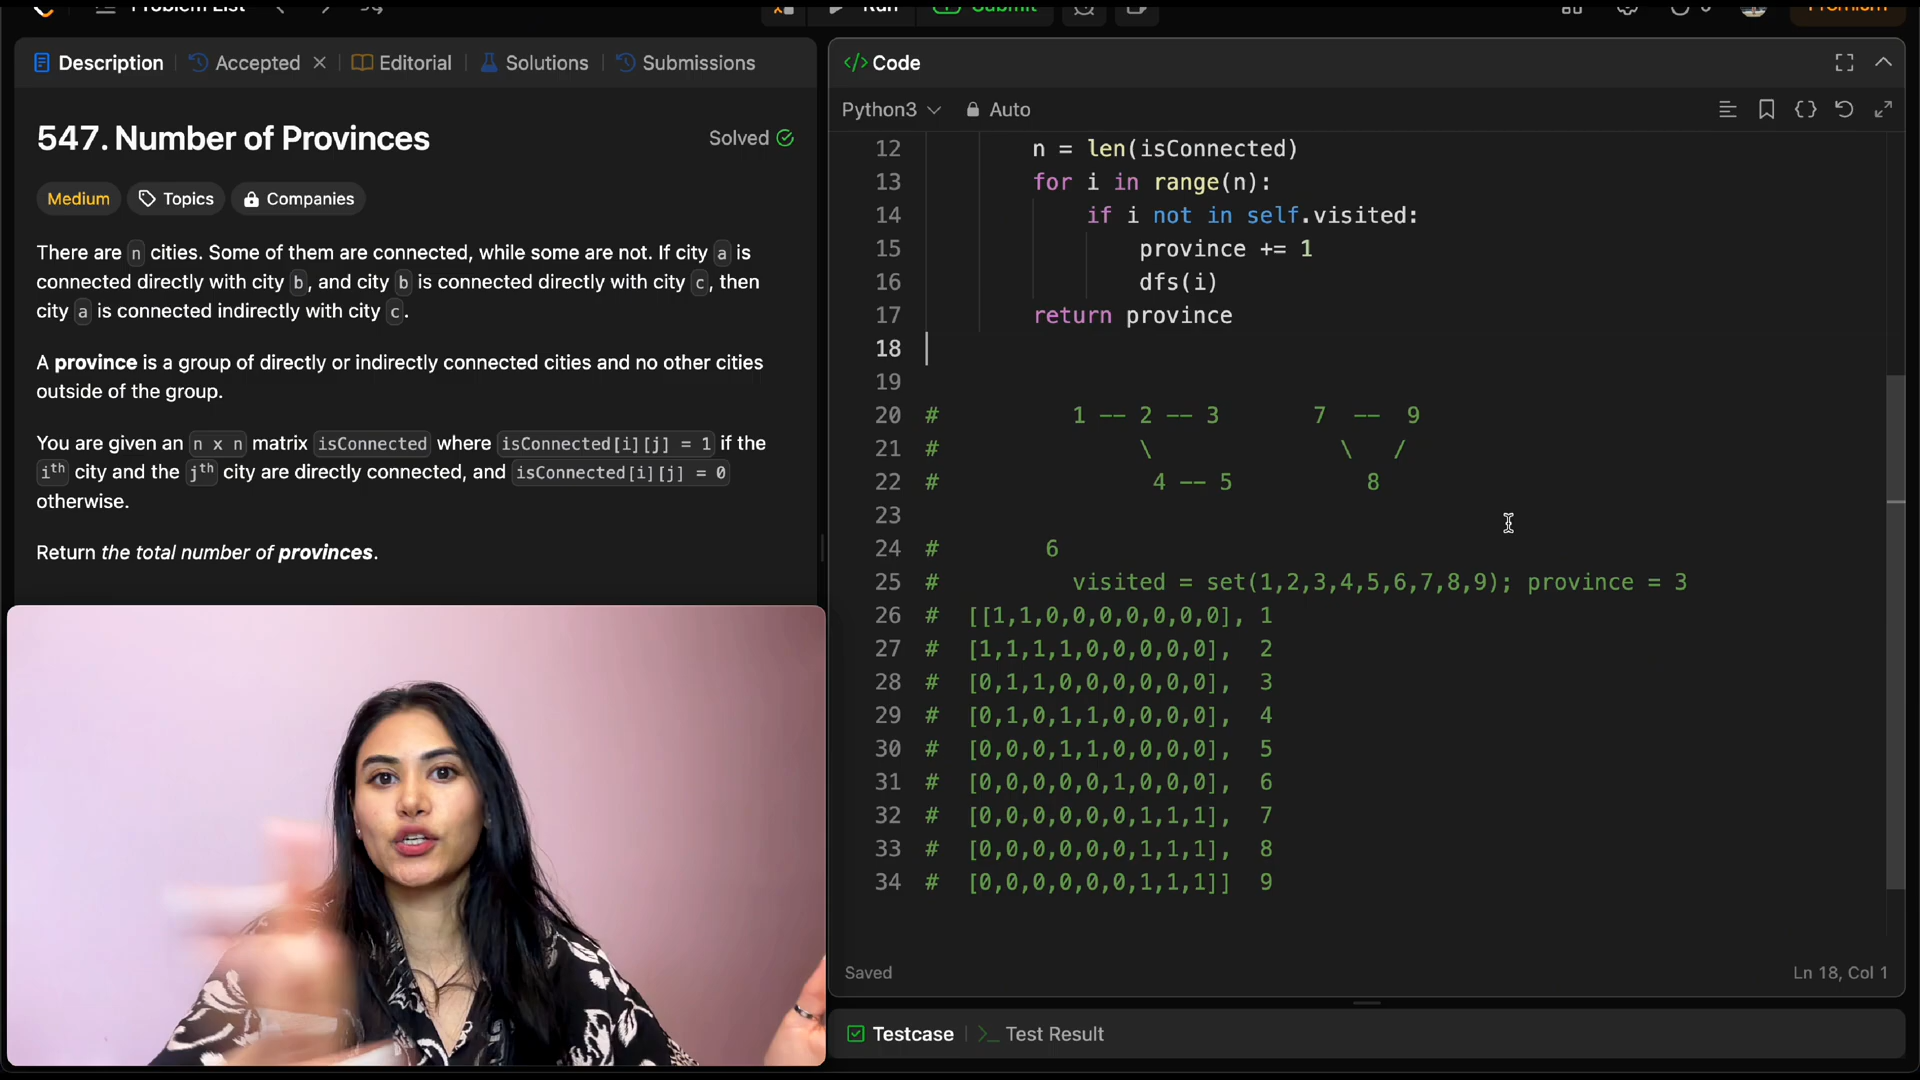 Problem List
Run
Submit
0
Premium
Description
Accepted
Editorial
Solutions
Submissions
547. Number of Provinces
Solved
Medium
Topics
Companies
There are n cities. Some of them are connected, while some are not. If city a is
connected directly with city b, and city b is connected directly with city c, then
city a is connected indirectly with city c.
A province is a group of directly or indirectly connected cities and no other cities
outside of the group.
You are given an n x n matrix isConnected where isConnected[i][j] = 1 if the
ith city and the jth city are directly connected, and isConnected[i][j] = 0
otherwise.
Return the total number of provinces.
</> Code
Python3
Auto
12 n = len(isConnected)
13 for i in range(n):
14 if i not in self.visited:
15 province += 1
16 dfs(i)
17 return province
18
19
20 # 1 -- 2 -- 3 7 -- 9
21 # \ \ /
22 # 4 -- 5 8
23
24 # 6
25 # visited = set(1,2,3,4,5,6,7,8,9); province = 3
26 # [[1,1,0,0,0,0,0,0,0], 1
27 # [1,1,1,1,0,0,0,0,0], 2
28 # [0,1,1,0,0,0,0,0,0], 3
29 # [0,1,0,1,1,0,0,0,0], 4
30 # [0,0,0,1,1,0,0,0,0], 5
31 # [0,0,0,0,0,1,0,0,0], 6
32 # [0,0,0,0,0,0,1,1,1], 7
33 # [0,0,0,0,0,0,1,1,1], 8
34 # [0,0,0,0,0,0,1,1,1]] 9
Saved
Ln 18, Col 1
Testcase
Test Result